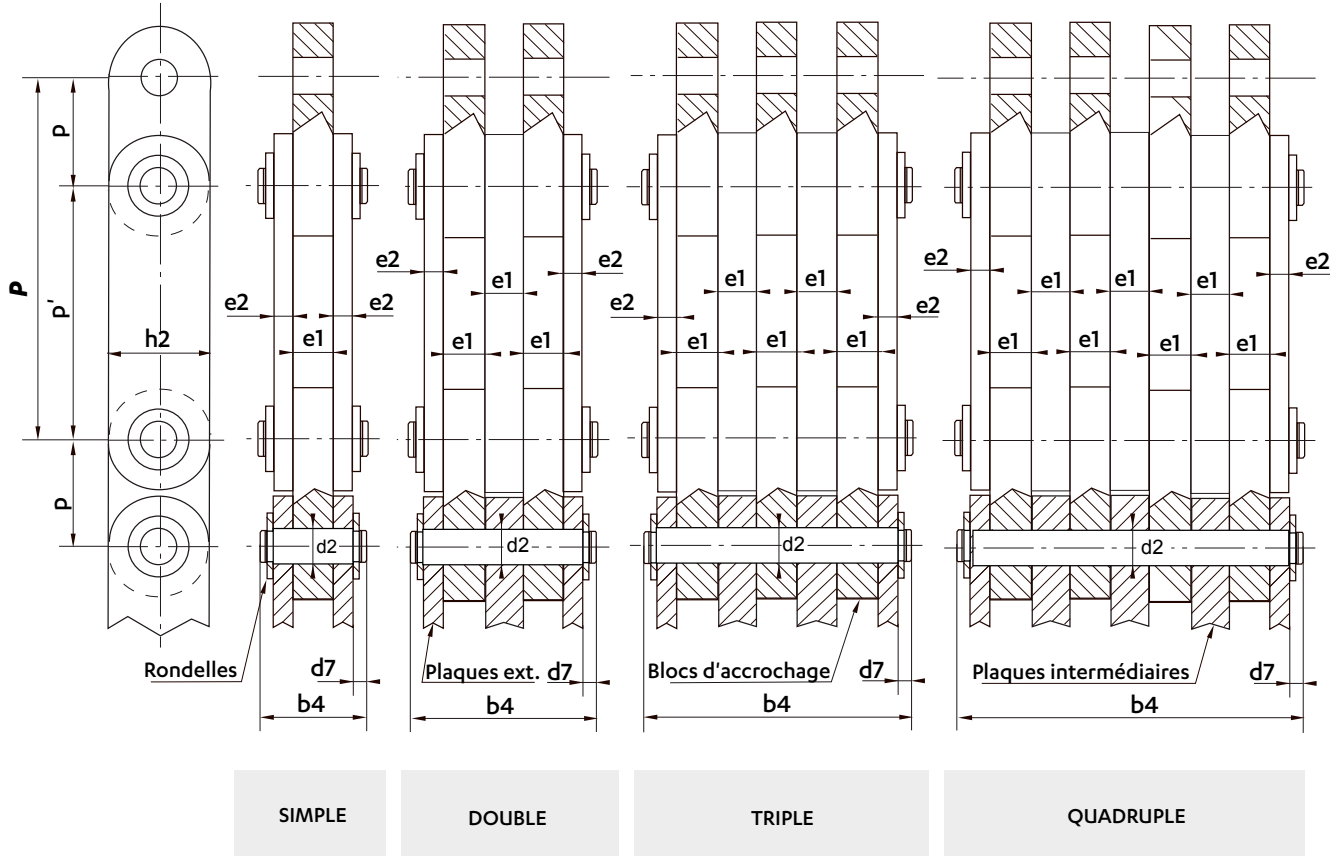 p
P
p'
h2
p
e2
e2
e1
e2
e1
e2
e1
e1
e1
e1
e2
e2
e1
e1
e1
e2
e1
e1
e1
e2
e1
e1
e1
e1
d2
d2
d2
d2
Rondelles
d7
Plaques ext.
d7
Blocs d'accrochage
d7
Plaques intermédiaires
d7
b4
b4
b4
b4
SIMPLE
DOUBLE
TRIPLE
QUADRUPLE